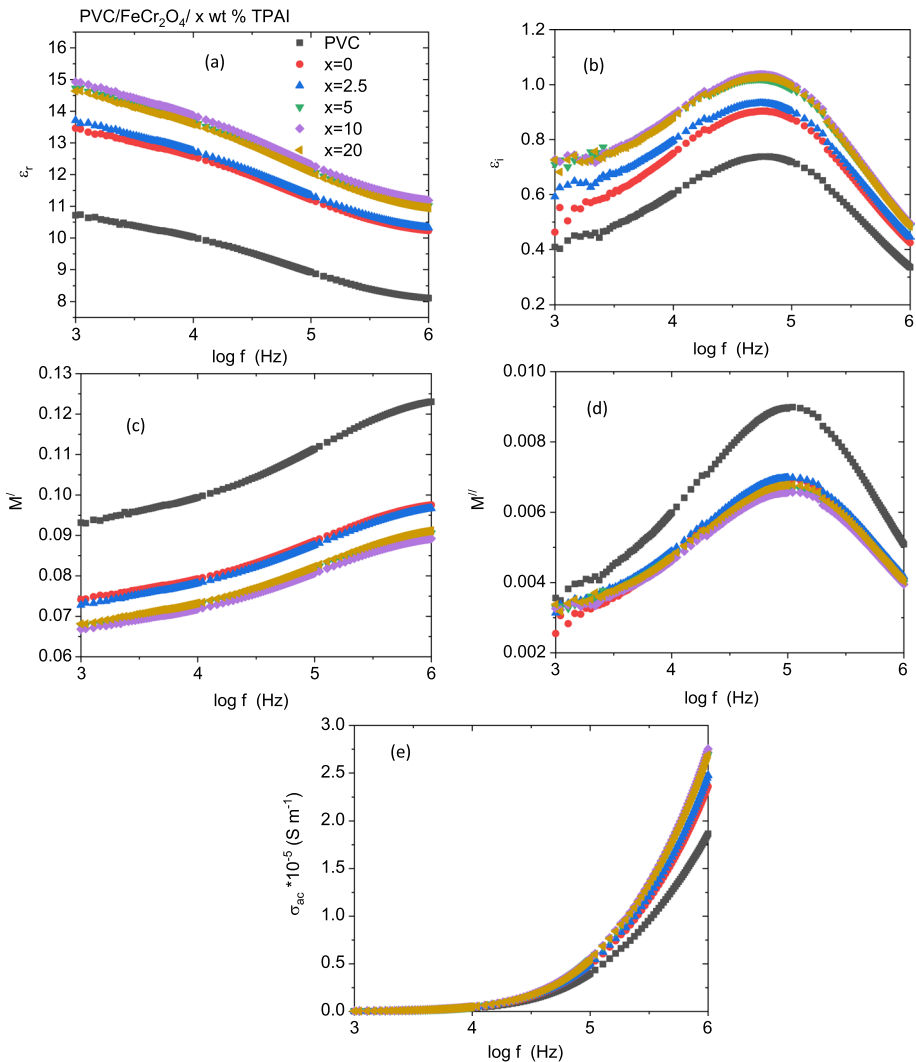 PVC/FeCr₂O₄/ x wt % TPAI
(a)
PVC
x=0
x=2.5
x=5
x=10
x=20
16
15
14
13
12
11
10
9
8
εr
3 4 5 6
log f (Hz)
(b)
1.2
1.0
0.8
0.6
0.4
0.2
εi
3 4 5 6
log f (Hz)
(c)
0.13
0.12
0.11
0.10
0.09
0.08
0.07
0.06
M/
3 4 5 6
log f (Hz)
(d)
0.010
0.008
0.006
0.004
0.002
M//
3 4 5 6
log f (Hz)
(e)
3.0
2.5
2.0
1.5
1.0
0.5
0.0
σac *10⁻⁵ (S m⁻¹)
3 4 5 6
log f (Hz)